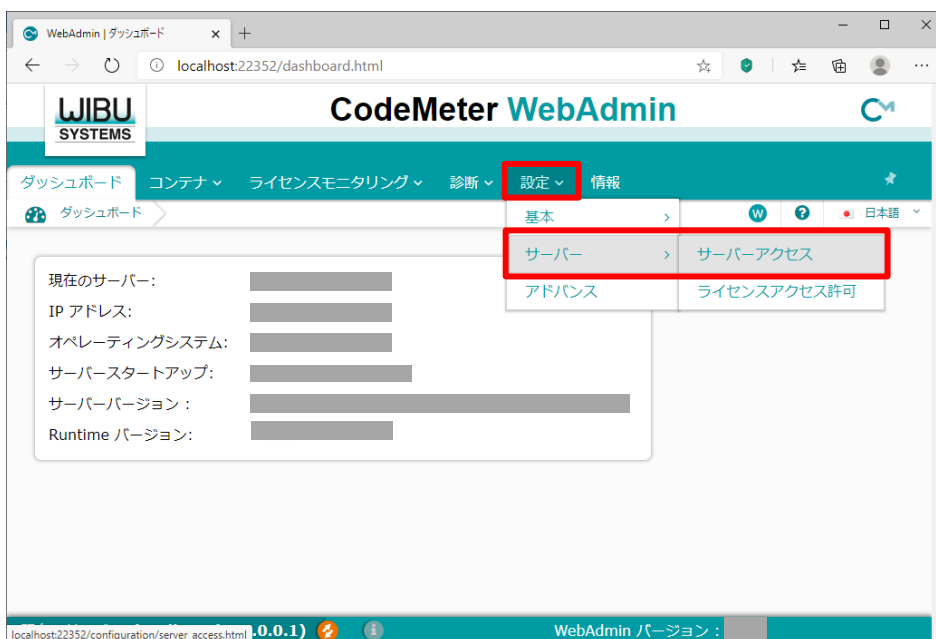 WebAdmin | ダッシュボード
localhost:22352/dashboard.html
WIBU
SYSTEMS
CodeMeter WebAdmin
ダッシュボード コンテナ ライセンスモニタリング 診断 設定 情報
ダッシュボード
W ? 日本語
基本
サーバー サーバーアクセス
アドバンス ライセンスアクセス許可
現在のサーバー:
IP アドレス:
オペレーティングシステム:
サーバースタートアップ:
サーバーバージョン :
Runtime バージョン:
.0.0.1)
WebAdmin バージョン :
localhost:22352/configuration/server_access.html